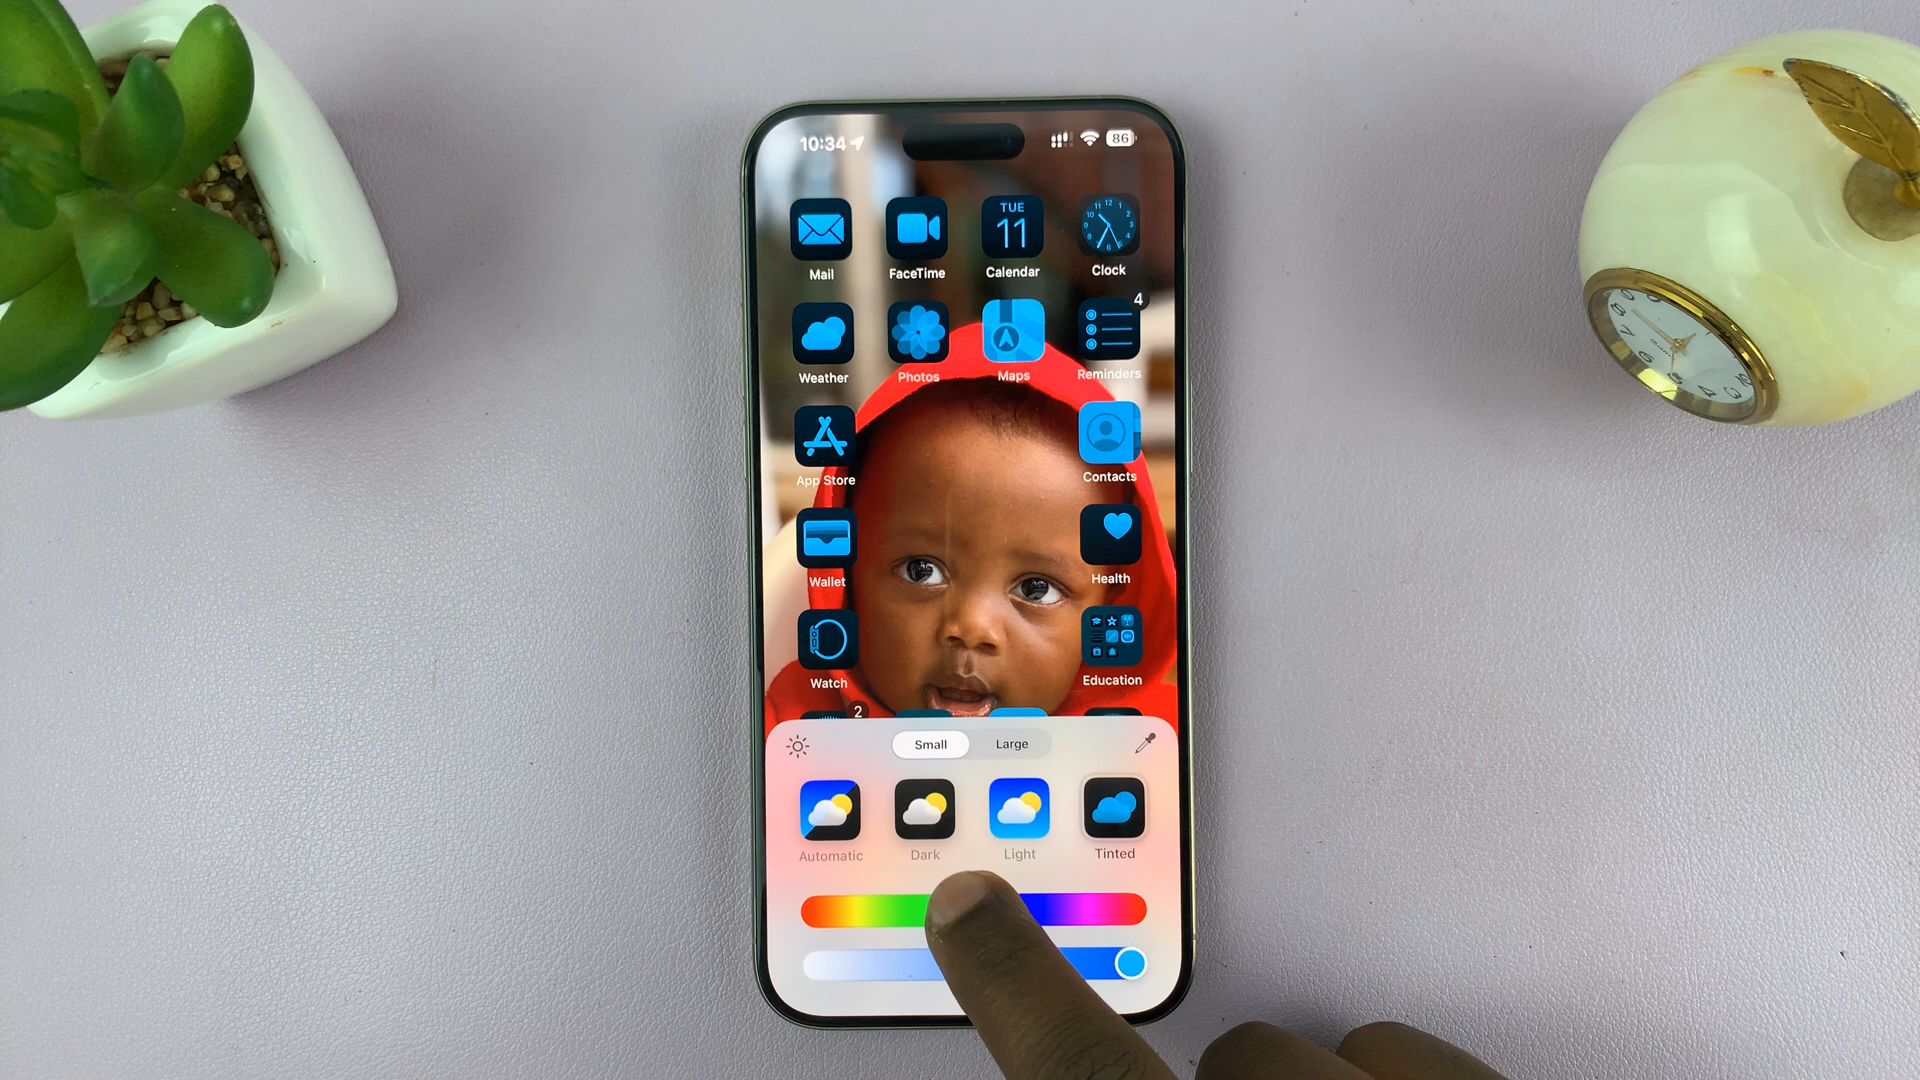 10:34
86
Mail FaceTime TUE 11 Calendar Clock
4
Weather Photos Maps Reminders
App Store Contacts
Wallet Health
Watch Education
2
Small Large
Automatic Dark Light Tinted